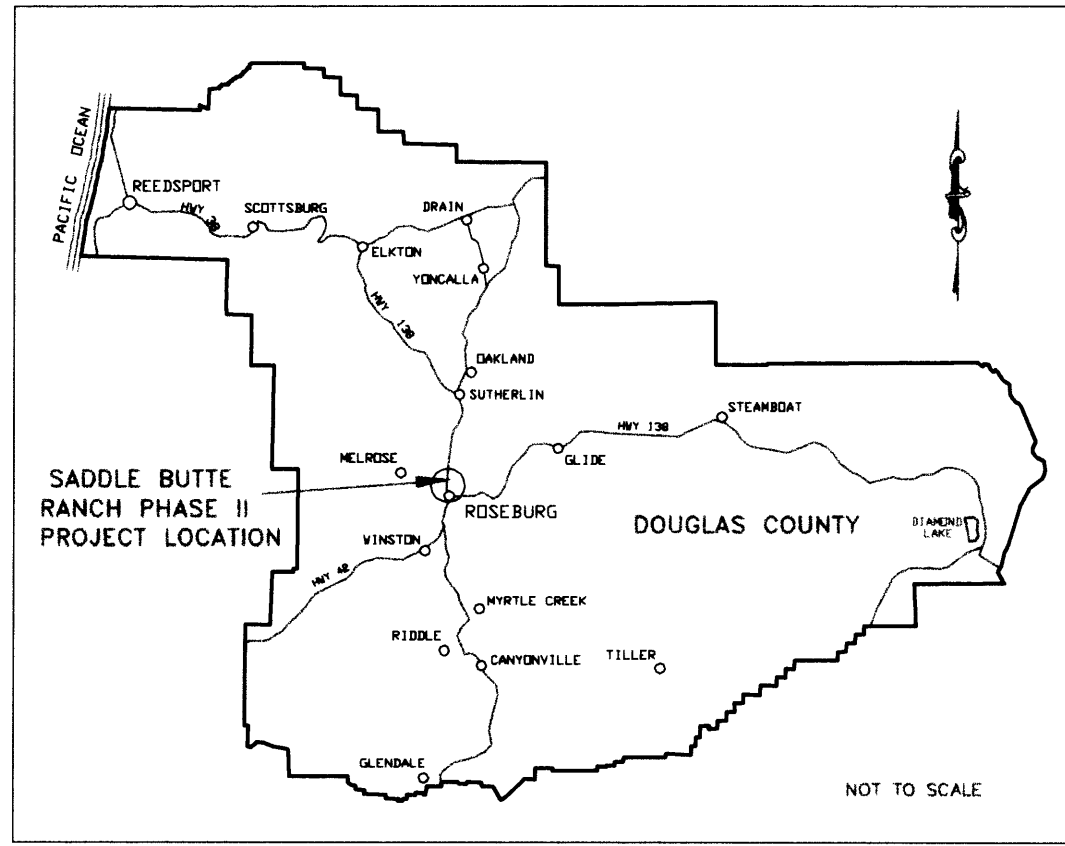 PACIFIC OCEAN
REEDSPORT
HWY 38
SCOTTSBURG
DRAIN
ELKTON
YONCALLA
HWY 138
OAKLAND
SUTHERLIN
STEAMBOAT
HWY 138
GLIDE
MELROSE
SADDLE BUTTE
RANCH PHASE II
PROJECT LOCATION
ROSEBURG
DOUGLAS COUNTY
DIAMOND
LAKE
WINSTON
HWY 42
MYRTLE CREEK
RIDDLE
CANYONVILLE
TILLER
GLENDALE
NOT TO SCALE